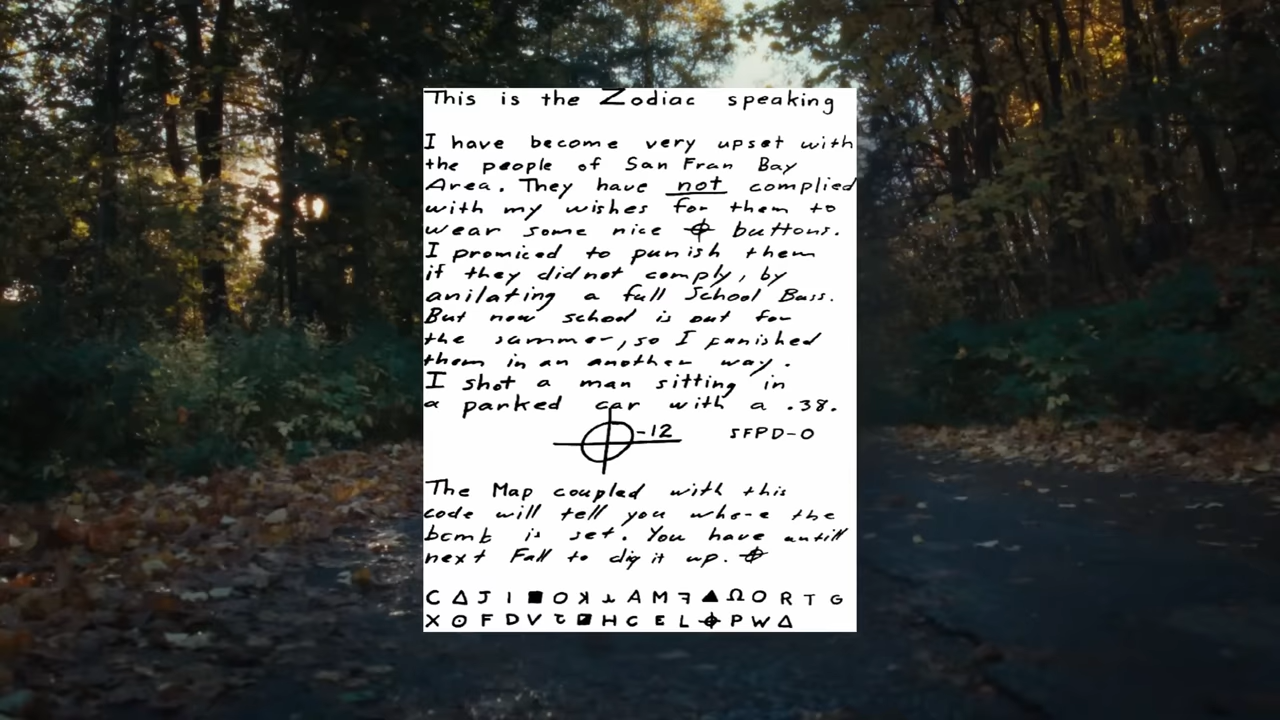 This is the Zodiac speaking
I have become very upset with
the people of San Fran Bay
Area. They have not complied
with my wishes for them to
wear some nice ⌖ buttons.
I promiced to punish them
if they did not comply, by
anilating a full School Buss.
But now school is out for
the summer, so I punished
them in an another way.
I shot a man sitting in
a parked car with a .38.
⌖-12 SFPD-0
The Map coupled with this
code will tell you where the
bomb is set. You have untill
next Fall to dig it up. ⌖
C Δ J I ■ O ꓘ ⅄ A M ꟻ ▲ Ω O R T G
X ⊙ F D V Ʇ ◪ H C E L ⌖ P W Δ